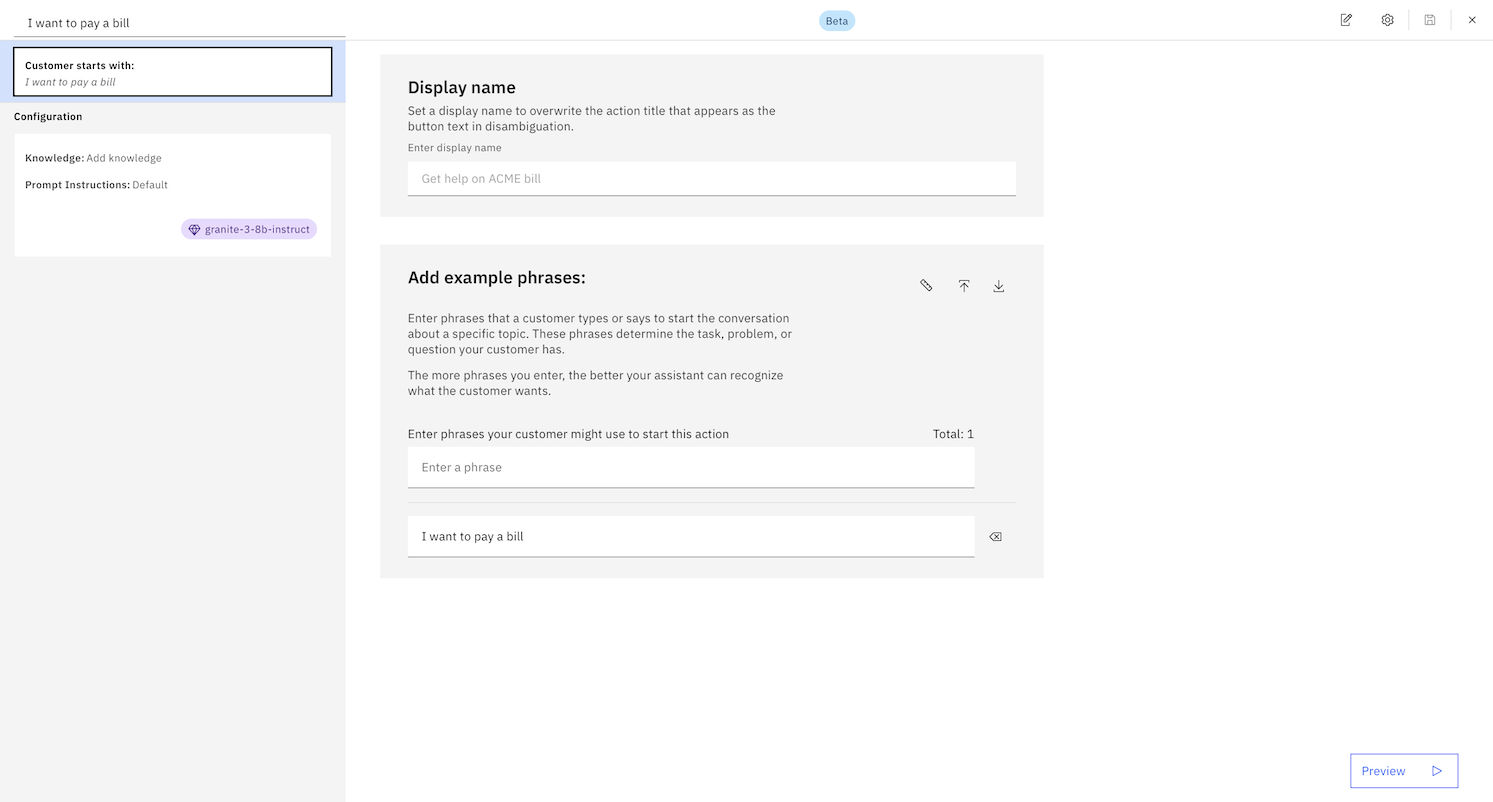 I want to pay a bill
Beta
Customer starts with:
I want to pay a bill
Configuration
Knowledge: Add knowledge
Prompt Instructions: Default
granite-3-8b-instruct
Display name
Set a display name to overwrite the action title that appears as the
button text in disambiguation.
Enter display name
Get help on ACME bill
Add example phrases:
Enter phrases that a customer types or says to start the conversation
about a specific topic. These phrases determine the task, problem, or
question your customer has.
The more phrases you enter, the better your assistant can recognize
what the customer wants.
Enter phrases your customer might use to start this action
Total: 1
Enter a phrase
I want to pay a bill
Preview